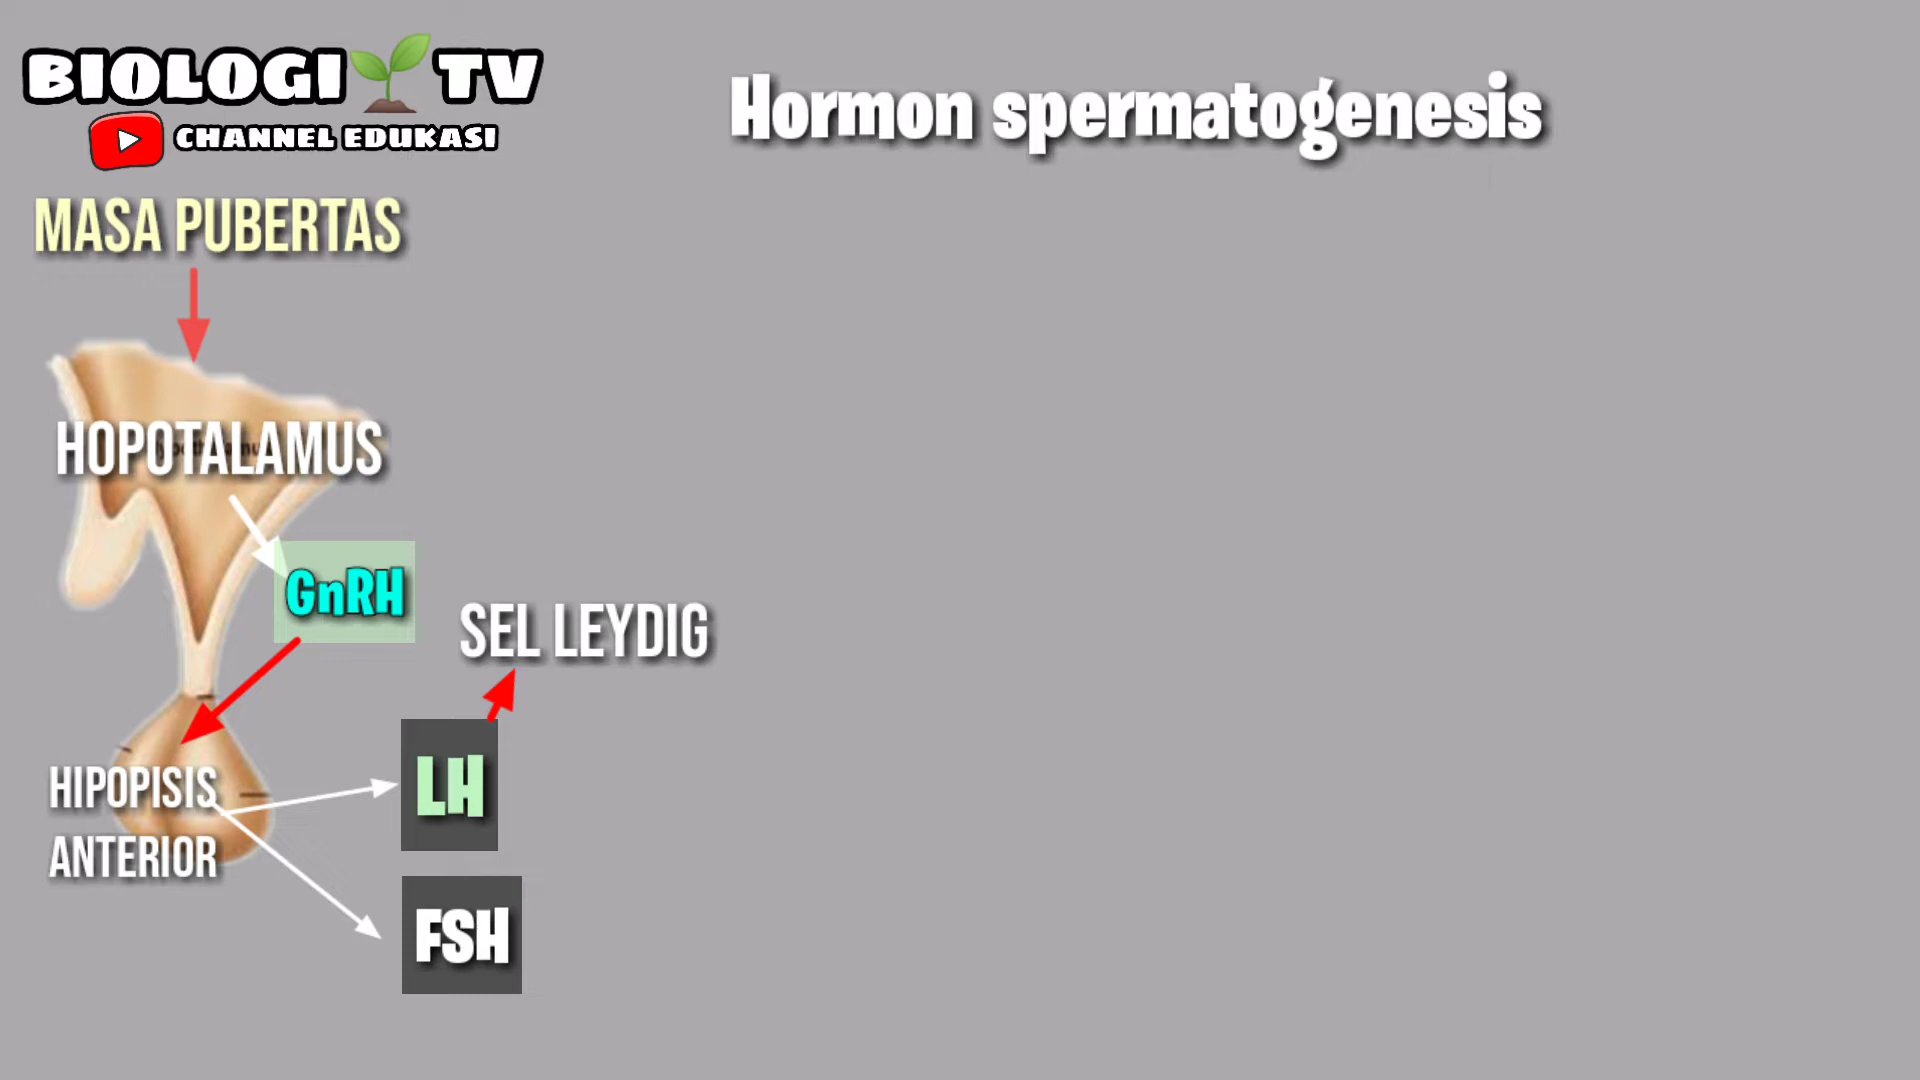 BIOLOGI TV
CHANNEL EDUKASI
Hormon spermatogenesis
MASA PUBERTAS
HOPOTALAMUS
GnRH
SEL LEYDIG
LH
HIPOPISIS
ANTERIOR
FSH